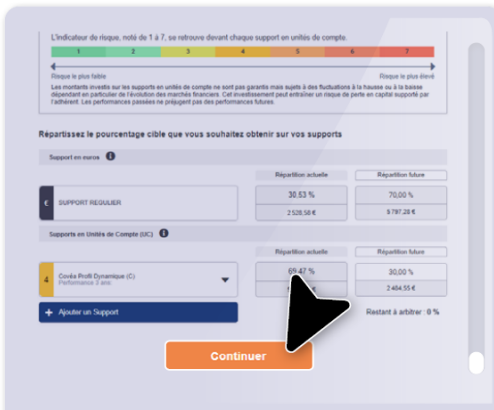 L'indicateur de risque, noté de 1 à 7, se retrouve devant chaque support en unités de compte.
1 2 3 4 5 6 7
Risque le plus faible Risque le plus élevé
Les montants investis sur les supports en unités de compte ne sont pas garantis mais sujets à des fluctuations à la hausse ou à la baisse
dépendant en particulier de l'évolution des marchés financiers. Cet investissement peut entraîner un risque de perte en capital supporté par
l'adhérent. Les performances passées ne préjugent pas des performances futures.
Répartissez le pourcentage cible que vous souhaitez obtenir sur vos supports
Support en euros
Répartition actuelle Répartition future
€ SUPPORT REGULIER 30,53 % 70,00 %
2 528,58 € 5 797,28 €
Supports en Unités de Compte (UC)
Répartition actuelle Répartition future
4 Covéa Profil Dynamique (C) 69,47 % 30,00 %
Performance 3 ans: 2 484,55 €
+ Ajouter un Support Restant à arbitrer : 0 %
Continuer